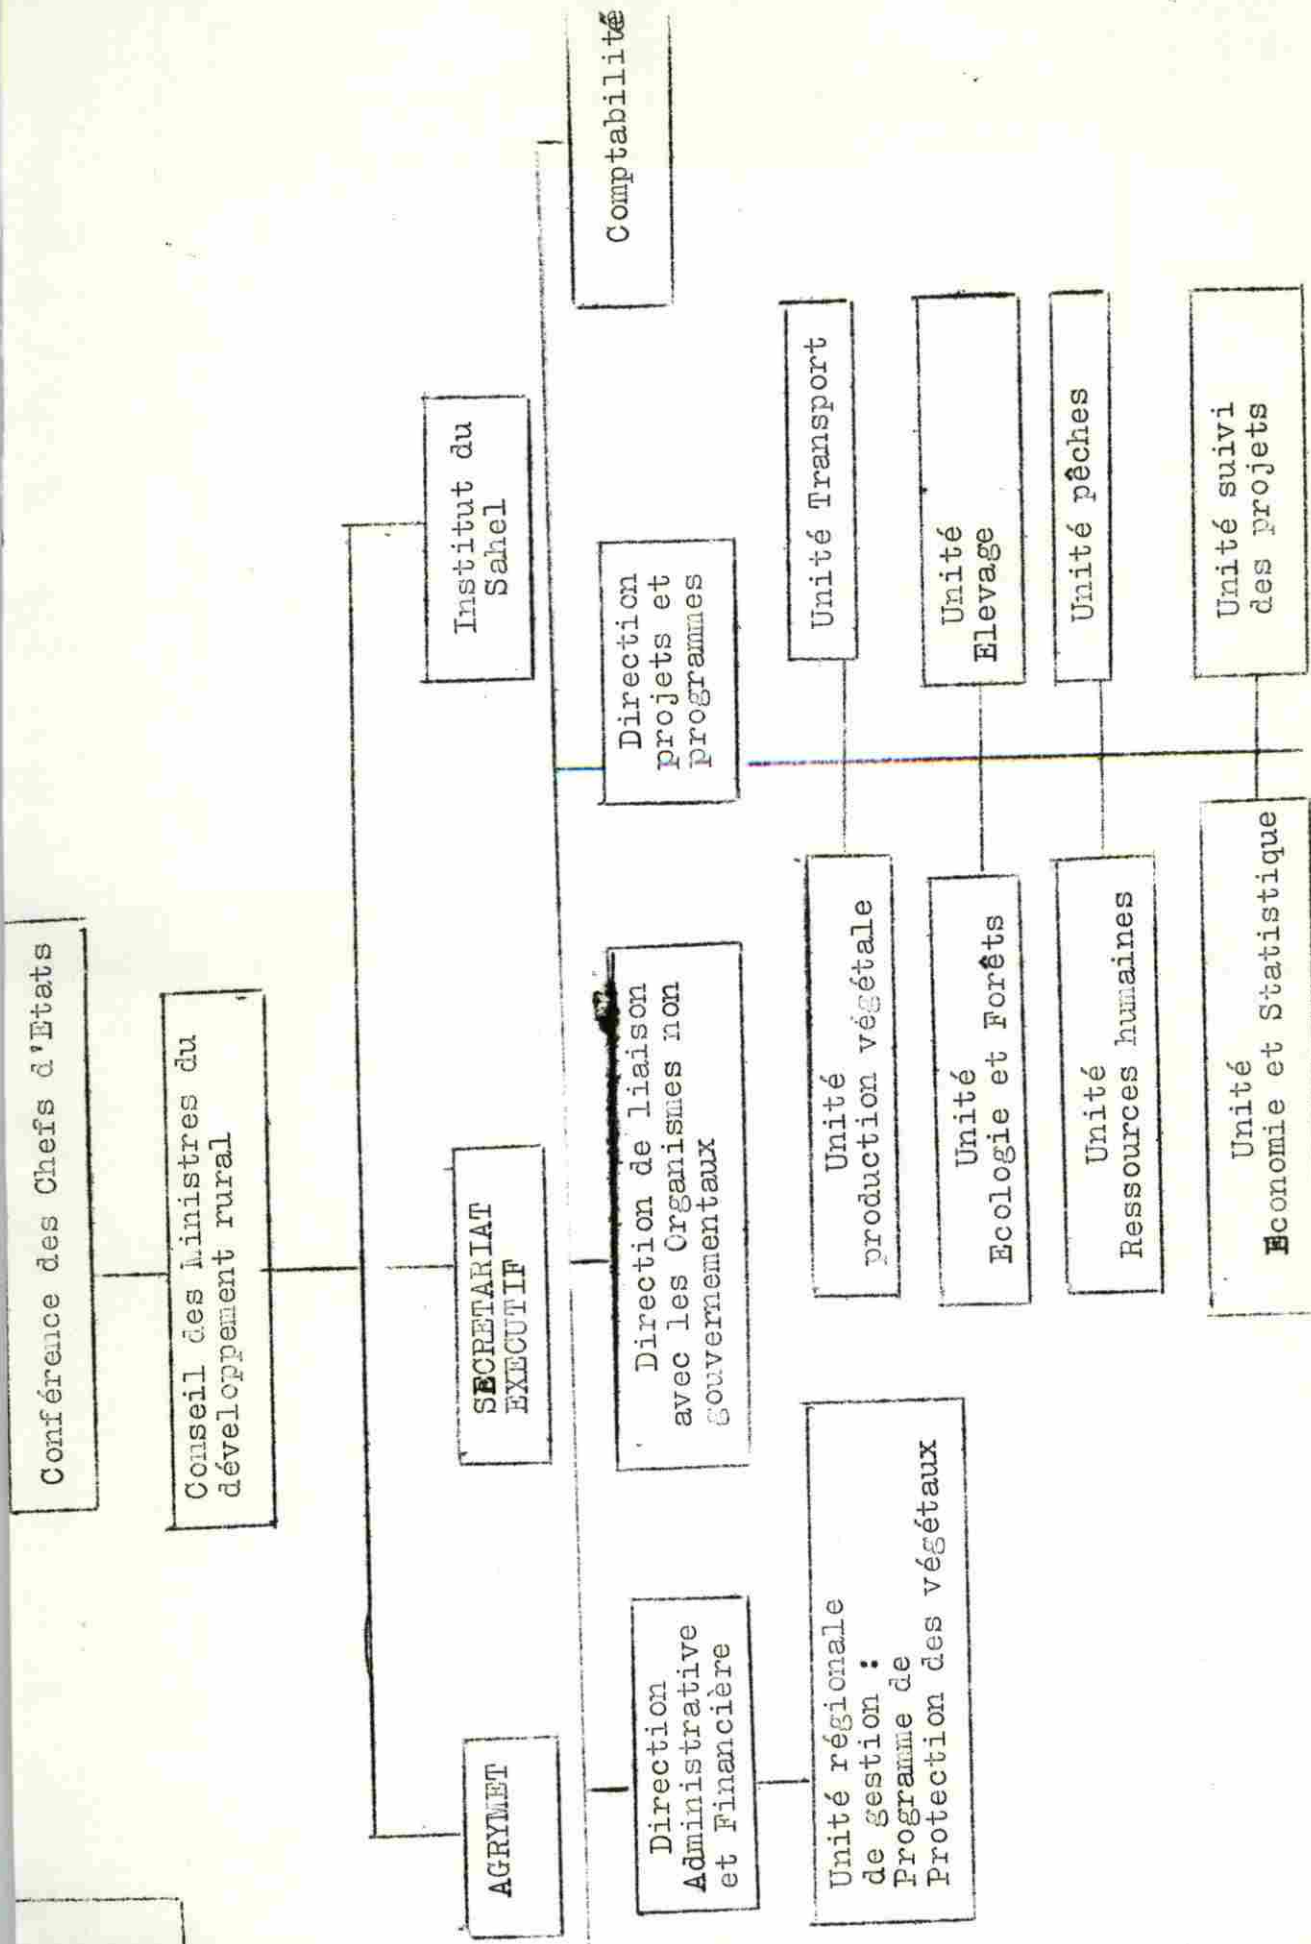 Conférence des Chefs d'Etats
Conseil des Ministres du
développement rural
AGRYMET
SECRETARIAT
EXECUTIF
Institut du
Sahel
Direction
Administrative
et Financière
Direction de liaison
avec les Organismes non
gouvernementaux
Direction
projets et
programmes
Comptabilité
Unité régionale
de gestion :
Programme de
Protection des végétaux
Unité
production végétale
Unité Transport
Unité
Ecologie et Forêts
Unité
Elevage
Unité
Ressources humaines
Unité pêches
Unité
Economie et Statistique
Unité suivi
des projets